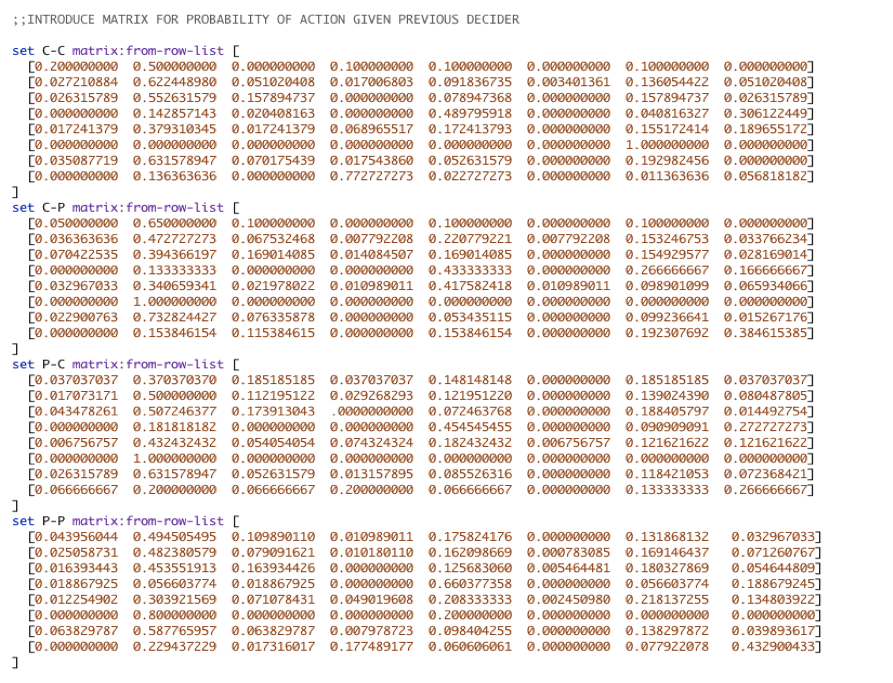 ;;INTRODUCE MATRIX FOR PROBABILITY OF ACTION GIVEN PREVIOUS DECIDER
set C-C matrix:from-row-list [
[0.200000000 0.500000000 0.000000000 0.100000000 0.100000000 0.000000000 0.100000000 0.000000000]
[0.027210884 0.622448980 0.051020408 0.017006803 0.091836735 0.003401361 0.136054422 0.051020408]
[0.026315789 0.552631579 0.157894737 0.000000000 0.078947368 0.000000000 0.157894737 0.026315789]
[0.000000000 0.142857143 0.020408163 0.000000000 0.489795918 0.000000000 0.040816327 0.306122449]
[0.017241379 0.379310345 0.017241379 0.068965517 0.172413793 0.000000000 0.155172414 0.189655172]
[0.000000000 0.000000000 0.000000000 0.000000000 0.000000000 0.000000000 1.000000000 0.000000000]
[0.035087719 0.631578947 0.070175439 0.017543860 0.052631579 0.000000000 0.192982456 0.000000000]
[0.000000000 0.136363636 0.000000000 0.772727273 0.022727273 0.000000000 0.011363636 0.056818182]
]
set C-P matrix:from-row-list [
[0.050000000 0.650000000 0.100000000 0.000000000 0.100000000 0.000000000 0.100000000 0.000000000]
[0.036363636 0.472727273 0.067532468 0.007792208 0.220779221 0.007792208 0.153246753 0.033766234]
[0.070422535 0.394366197 0.169014085 0.014084507 0.169014085 0.000000000 0.154929577 0.028169014]
[0.000000000 0.133333333 0.000000000 0.000000000 0.433333333 0.000000000 0.266666667 0.166666667]
[0.032967033 0.340659341 0.021978022 0.010989011 0.417582418 0.010989011 0.098901099 0.065934066]
[0.000000000 1.000000000 0.000000000 0.000000000 0.000000000 0.000000000 0.000000000 0.000000000]
[0.022900763 0.732824427 0.076335878 0.000000000 0.053435115 0.000000000 0.099236641 0.015267176]
[0.000000000 0.153846154 0.115384615 0.000000000 0.153846154 0.000000000 0.192307692 0.384615385]
]
set P-C matrix:from-row-list [
[0.037037037 0.370370370 0.185185185 0.037037037 0.148148148 0.000000000 0.185185185 0.037037037]
[0.017073171 0.500000000 0.112195122 0.029268293 0.121951220 0.000000000 0.139024390 0.080487805]
[0.043478261 0.507246377 0.173913043 .0000000000 0.072463768 0.000000000 0.188405797 0.014492754]
[0.000000000 0.181818182 0.000000000 0.000000000 0.454545455 0.000000000 0.090909091 0.272727273]
[0.006756757 0.432432432 0.054054054 0.074324324 0.182432432 0.006756757 0.121621622 0.121621622]
[0.000000000 1.000000000 0.000000000 0.000000000 0.000000000 0.000000000 0.000000000 0.000000000]
[0.026315789 0.631578947 0.052631579 0.013157895 0.085526316 0.000000000 0.118421053 0.072368421]
[0.066666667 0.200000000 0.066666667 0.200000000 0.066666667 0.000000000 0.133333333 0.266666667]
]
set P-P matrix:from-row-list [
[0.043956044 0.494505495 0.109890110 0.010989011 0.175824176 0.000000000 0.131868132 0.032967033]
[0.025058731 0.482380579 0.079091621 0.010180110 0.162098669 0.000783085 0.169146437 0.071260767]
[0.016393443 0.453551913 0.163934426 0.000000000 0.125683060 0.005464481 0.180327869 0.054644809]
[0.018867925 0.056603774 0.018867925 0.000000000 0.660377358 0.000000000 0.056603774 0.188679245]
[0.012254902 0.303921569 0.071078431 0.049019608 0.208333333 0.002450980 0.218137255 0.134803922]
[0.000000000 0.800000000 0.000000000 0.000000000 0.200000000 0.000000000 0.000000000 0.000000000]
[0.063829787 0.587765957 0.063829787 0.007978723 0.098404255 0.000000000 0.138297872 0.039893617]
[0.000000000 0.229437229 0.017316017 0.177489177 0.060606061 0.000000000 0.077922078 0.432900433]
]